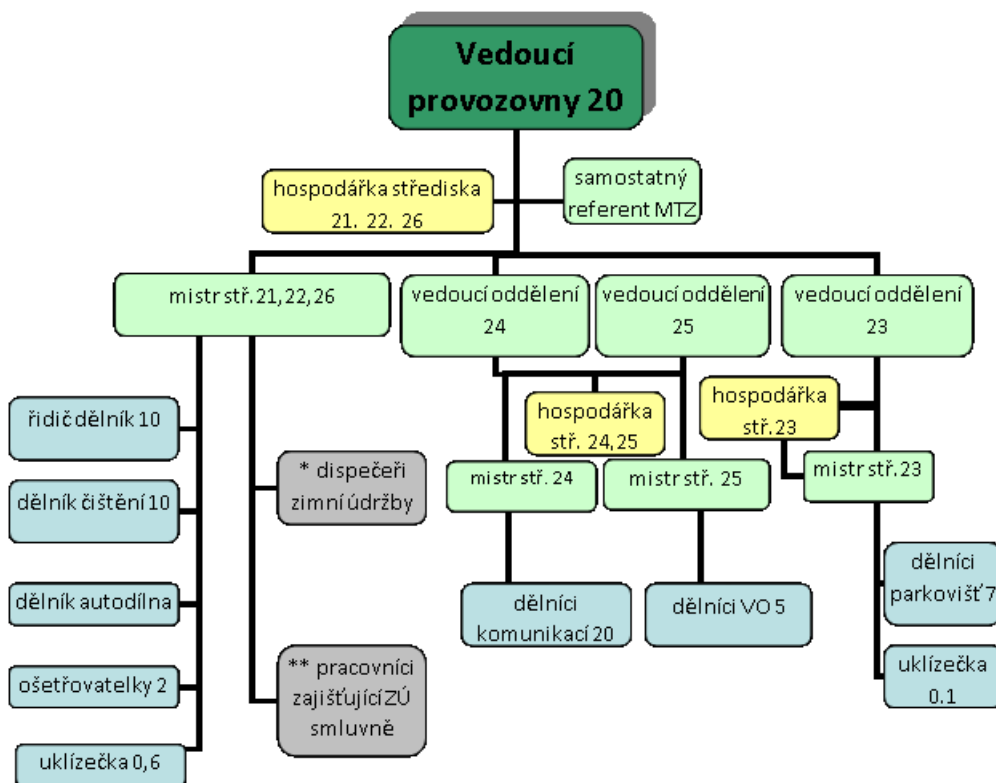 Vedoucí
provozovny 20
hospodářka střediska
21. 22. 26
samostatný
referent MTZ
mistr stř. 21, 22, 26
vedoucí oddělení
24
vedoucí oddělení
25
vedoucí oddělení
23
řidič dělník 10
dělník čištění 10
dělník autodílna
ošetřovatelky 2
uklízečka 0,6
* dispečeři
zimní údržby
** pracovníci
zajišťující ZÚ
smluvně
hospodářka
stř. 24, 25
mistr stř. 24
mistr stř. 25
dělníci
komunikací 20
dělníci VO 5
hospodářka
stř. 23
mistr stř. 23
dělníci
parkovišť 7
uklízečka
0.1